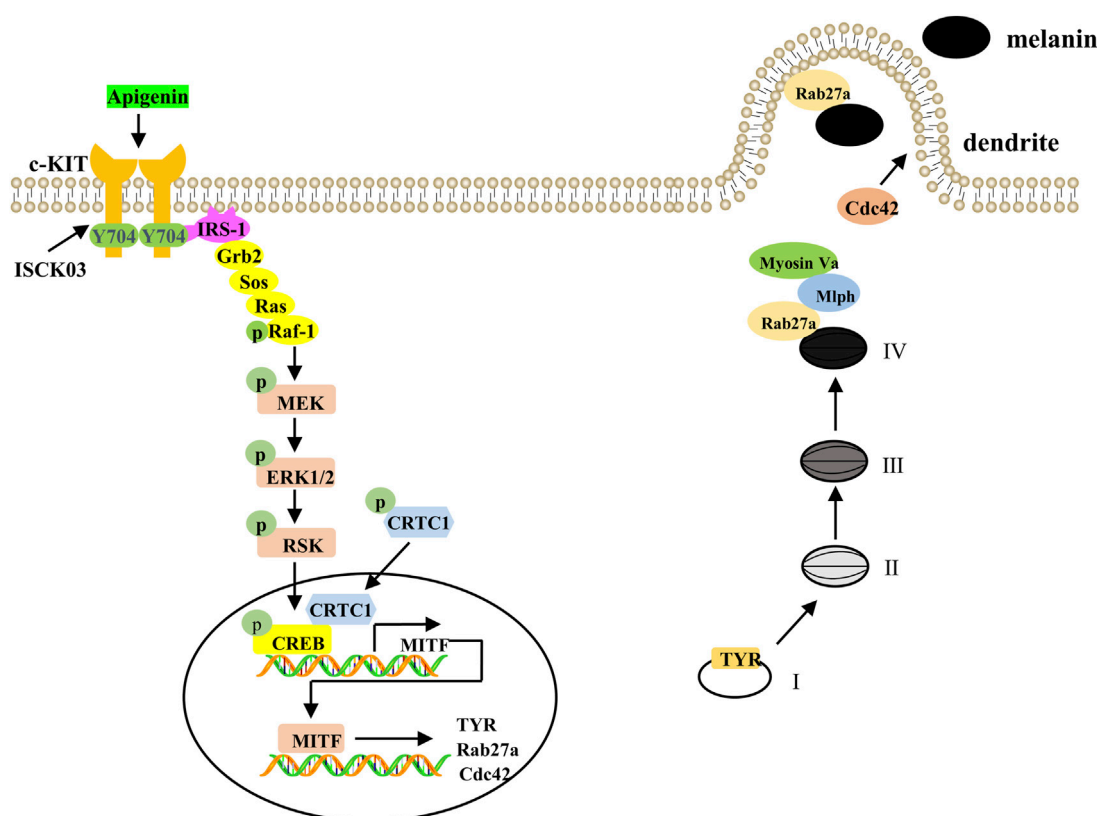 melanin
Apigenin
Rab27a
dendrite
c-KIT
Cdc42
Y704 Y704 IRS-1
ISCK03
Grb2
Myosin Va
Sos
Mlph
Ras
Rab27a
p Raf-1
IV
p
MEK
III
p
ERK1/2
p
CRTC1
p
RSK
II
CRTC1
p
CREB
MITF
TYR
I
MITF
TYR
Rab27a
Cdc42